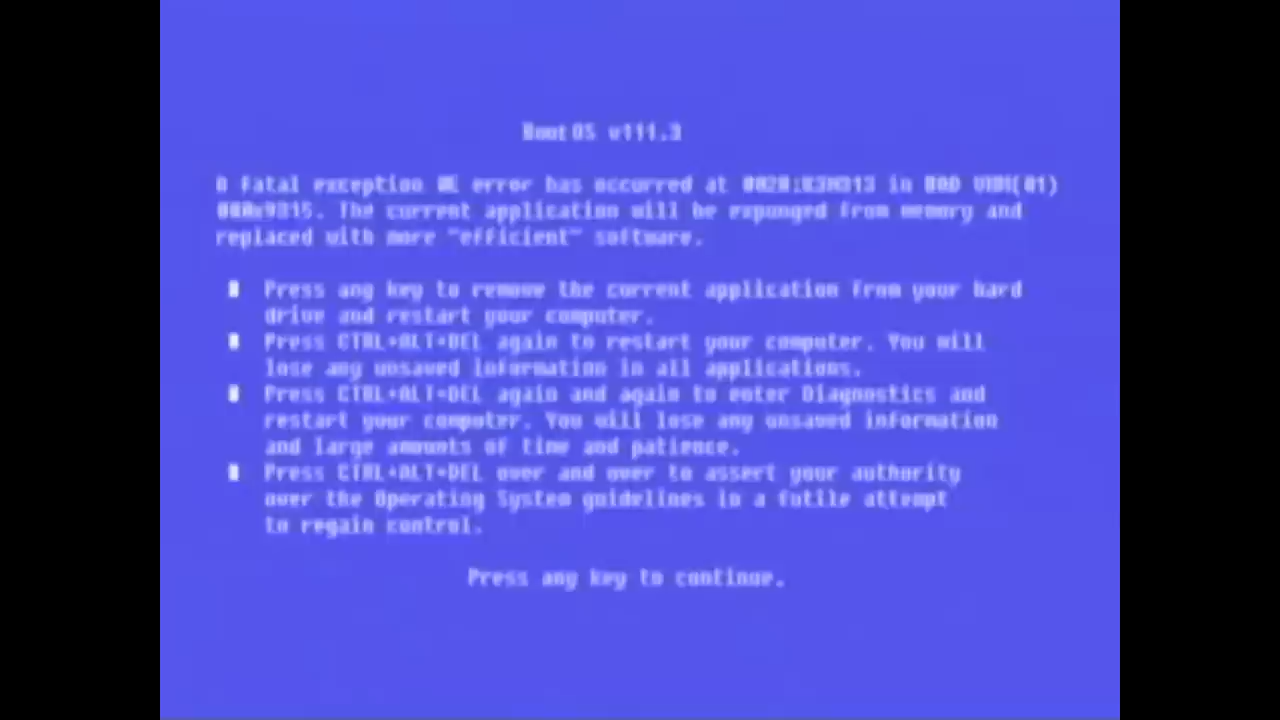 BootOS v111.3
A fatal exception error has occurred at in BAD
The current application will be expunged from memory and
replaced with more "efficient" software.
Press any key to remove the current application from your hard
drive and restart your computer.
Press CTRL+ALT+DEL again to restart your computer. You will
lose any unsaved information in all applications.
Press CTRL+ALT+DEL again and again to enter Diagnostics and
restart your computer. You will lose any unsaved information
and large amounts of time and patience.
Press CTRL+ALT+DEL over and over to assert your authority
over the Operating System guidelines in a futile attempt
to regain control.
Press any key to continue.